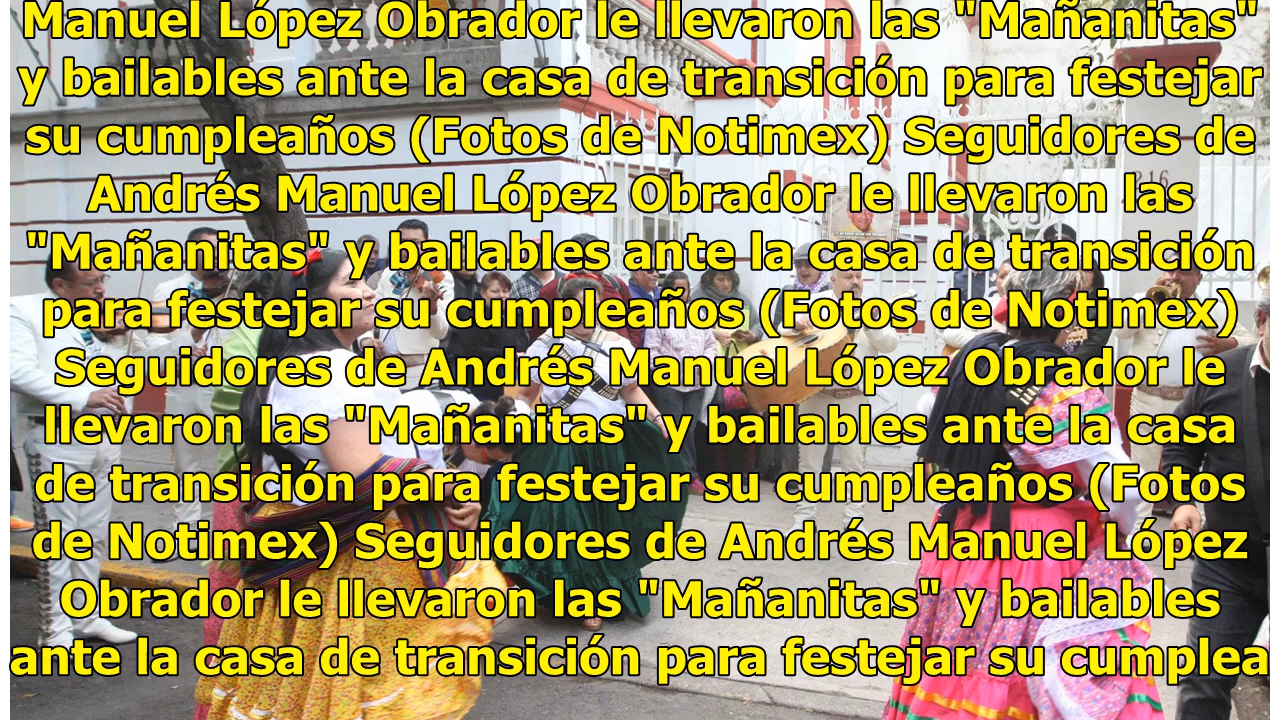 Manuel López Obrador le llevaron las "Mañanitas"
y bailables ante la casa de transición para festejar
su cumpleaños (Fotos de Notimex) Seguidores de
Andrés Manuel López Obrador le llevaron las
"Mañanitas" y bailables ante la casa de transición
para festejar su cumpleaños (Fotos de Notimex)
Seguidores de Andrés Manuel López Obrador le
llevaron las "Mañanitas" y bailables ante la casa
de transición para festejar su cumpleaños (Fotos
de Notimex) Seguidores de Andrés Manuel López
Obrador le llevaron las "Mañanitas" y bailables
ante la casa de transición para festejar su cumplea
216